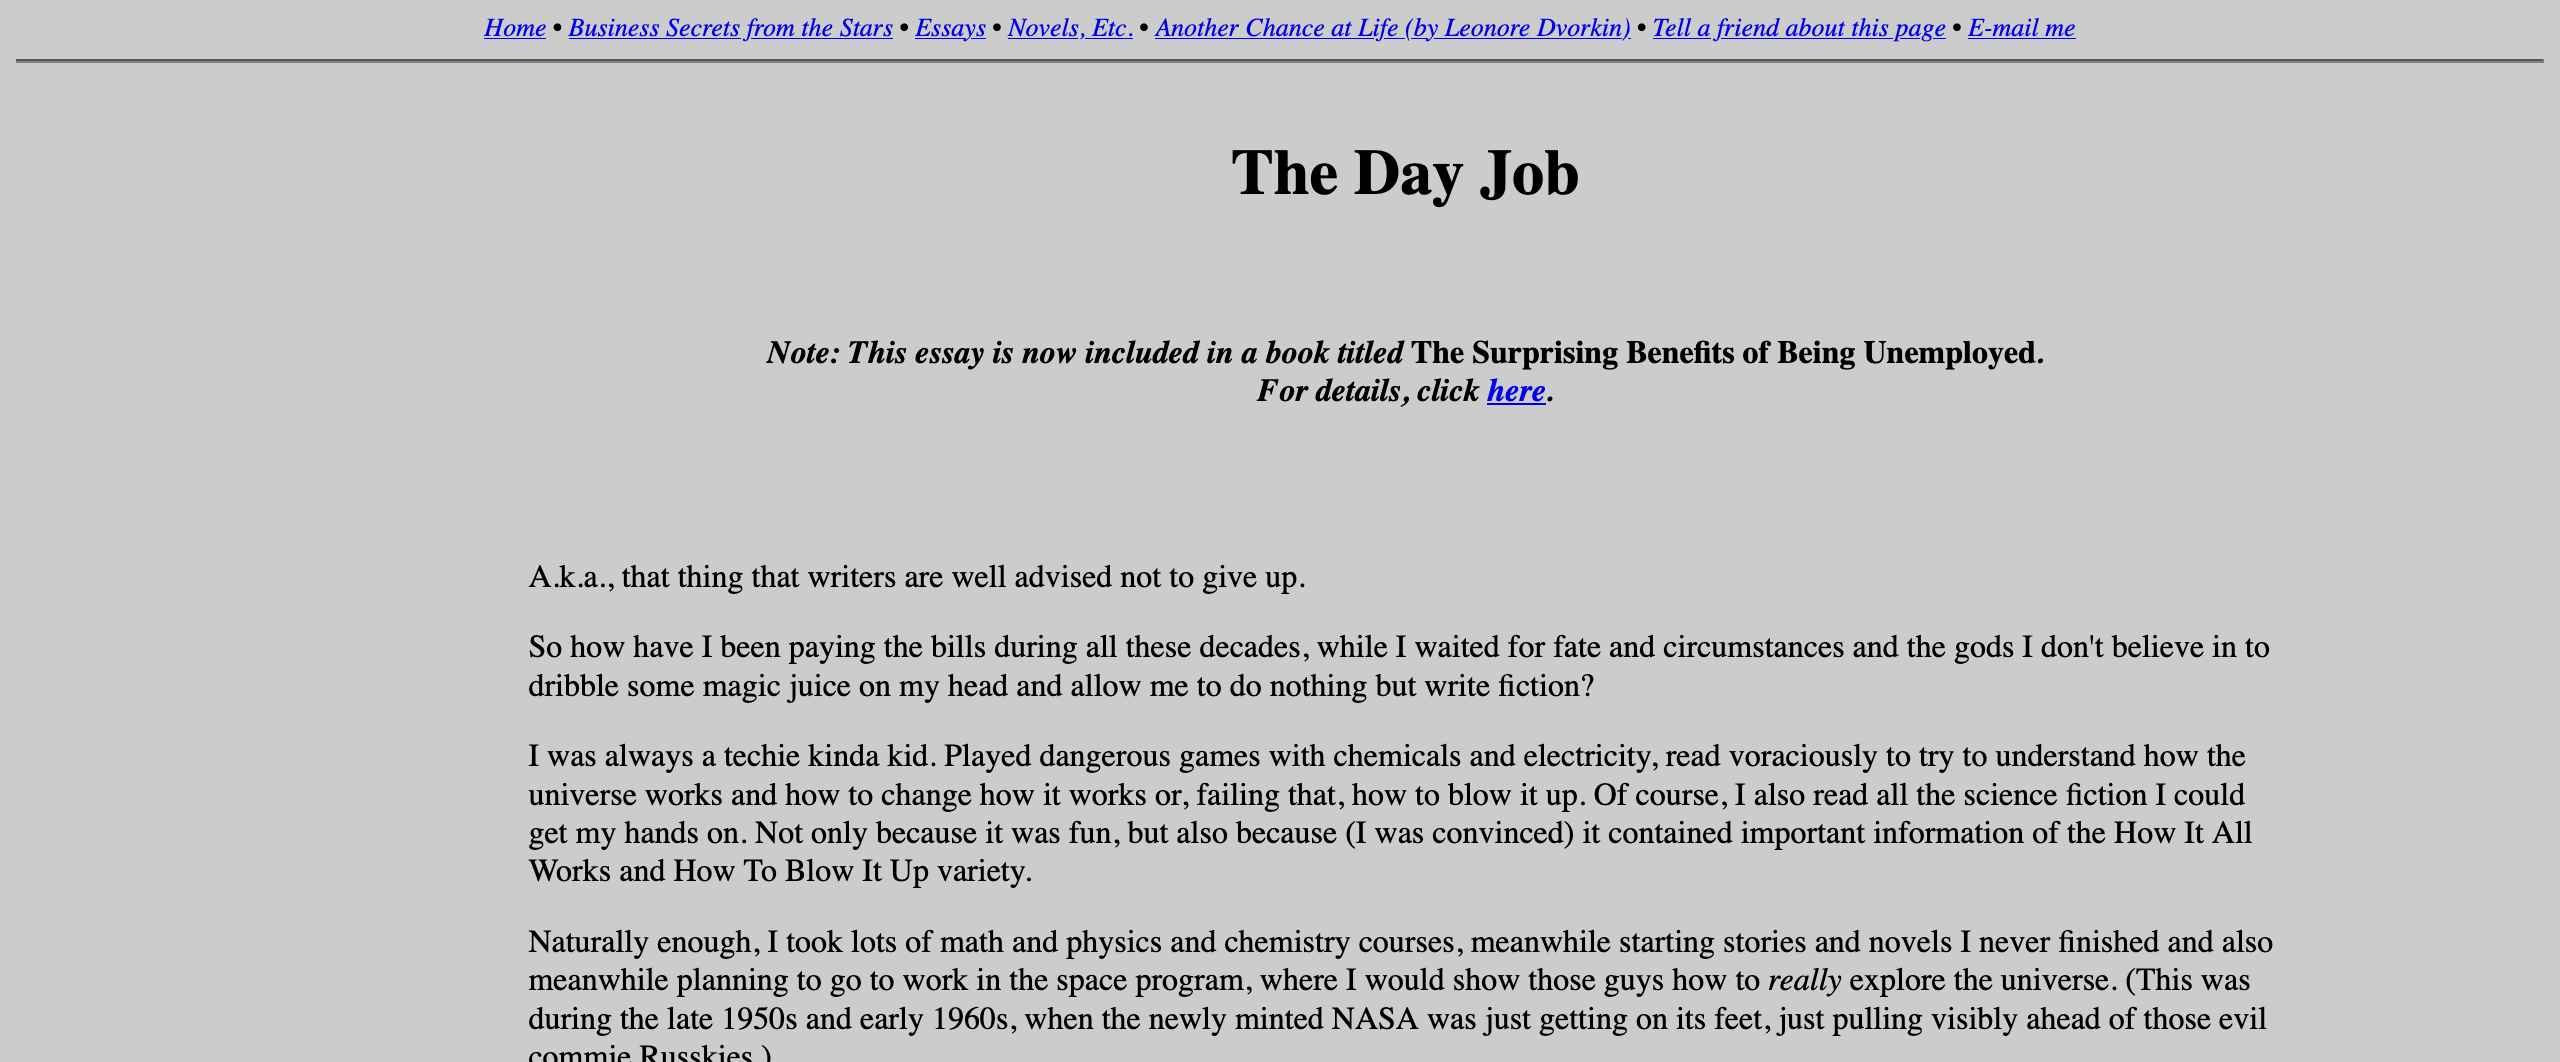 Home • Business Secrets from the Stars • Essays • Novels, Etc. • Another Chance at Life (by Leonore Dvorkin) • Tell a friend about this page • E-mail me
The Day Job
Note: This essay is now included in a book titled The Surprising Benefits of Being Unemployed.
For details, click here.
A.k.a., that thing that writers are well advised not to give up.
So how have I been paying the bills during all these decades, while I waited for fate and circumstances and the gods I don't believe in to
dribble some magic juice on my head and allow me to do nothing but write fiction?
I was always a techie kinda kid. Played dangerous games with chemicals and electricity, read voraciously to try to understand how the
universe works and how to change how it works or, failing that, how to blow it up. Of course, I also read all the science fiction I could
get my hands on. Not only because it was fun, but also because (I was convinced) it contained important information of the How It All
Works and How To Blow It Up variety.
Naturally enough, I took lots of math and physics and chemistry courses, meanwhile starting stories and novels I never finished and also
meanwhile planning to go to work in the space program, where I would show those guys how to really explore the universe. (This was
during the late 1950s and early 1960s, when the newly minted NASA was just getting on its feet, just pulling visibly ahead of those evil
commie Russkies.)